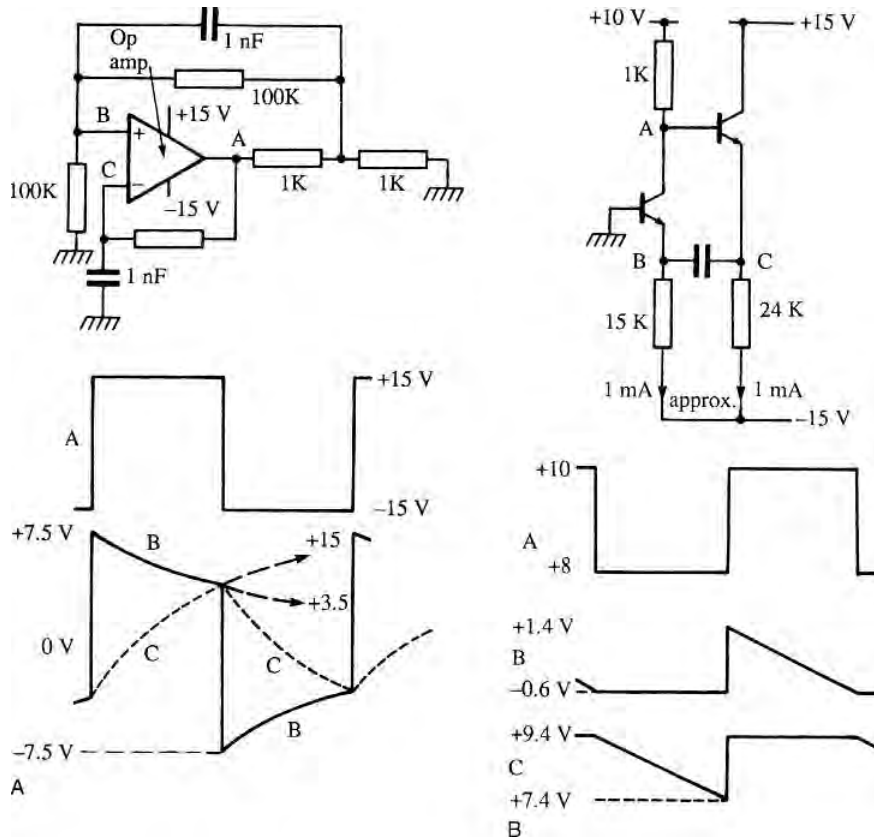 Op
amp
1 nF
100K
+15 V
B
+
A
C
−
1K
1K
100K
−15 V
1 nF
+15 V
A
−15 V
+7.5 V
B
+15
+3.5
0 V
C
C
B
−7.5 V
A
+10 V
+15 V
1K
A
B
C
15 K
24 K
1 mA
approx.
1 mA
−15 V
+10
A
+8
+1.4 V
B
−0.6 V
+9.4 V
C
+7.4 V
B